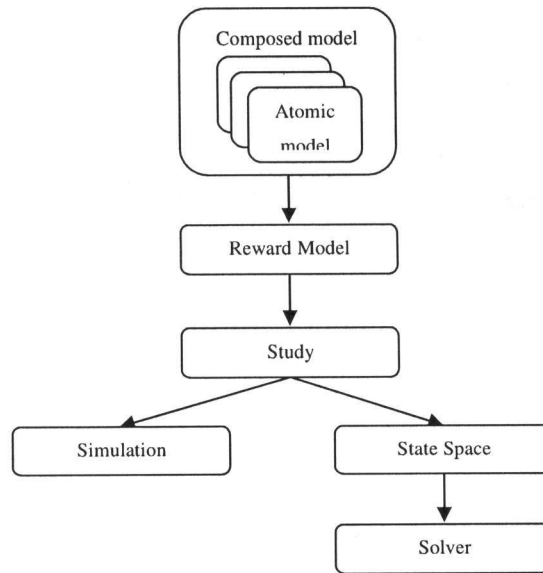 Composed model
Atomic
model
Reward Model
Study
Simulation
State Space
Solver